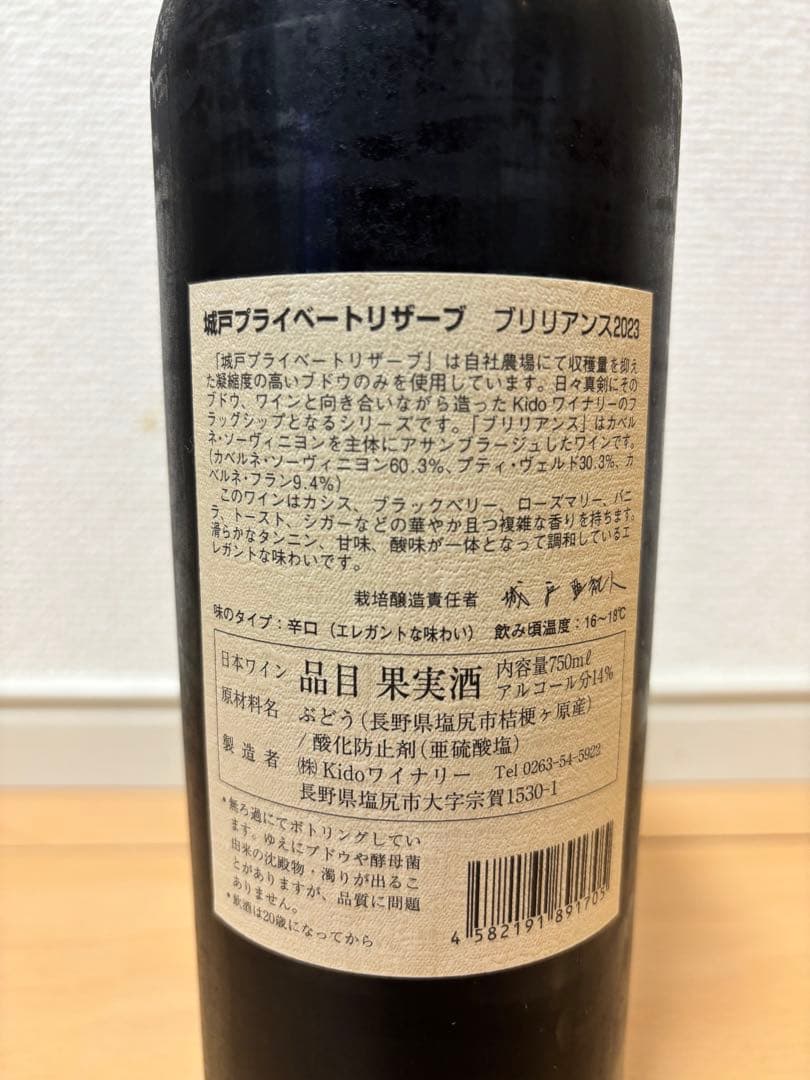 城戸プライベートリザーブ　ブリリアンス2023
「城戸プライベートリザーブ」は自社農場にて収穫量を抑え
た凝縮度の高いブドウのみを使用しています。日々真剣にその
ブドウ、ワインと向き合いながら造ったKidoワイナリーのフ
ラッグシップとなるシリーズです。「ブリリアンス」はカベル
ネ・ソーヴィニヨンを主体にアサンブラージュしたワインです。
(カベルネ・ソーヴィニヨン60.3%、プティ・ヴェルド30.3%、カ
ベルネ・フラン9.4%)
このワインはカシス、ブラックベリー、ローズマリー、バニ
ラ、トースト、シガーなどの華やか且つ複雑な香りを持ちます。
滑らかなタンニン、甘味、酸味が一体となって調和しているエ
レガントな味わいです。
栽培醸造責任者　城戸亜紀人
味のタイプ：辛口（エレガントな味わい）　飲み頃温度：16〜18℃
日本ワイン　品目 果実酒　内容量750mℓ
アルコール分14%
原材料名　ぶどう(長野県塩尻市桔梗ヶ原産)
/酸化防止剤(亜硫酸塩)
製造者　㈱Kidoワイナリー　Tel 0263-54-5922
長野県塩尻市大字宗賀1530-1
*無ろ過にてボトリングしてい
ます。ゆえにブドウや酵母菌
由来の沈殿物・濁りが出るこ
とがありますが、品質に問題
ありません。
*飲酒は20歳になってから
4 582191 891705